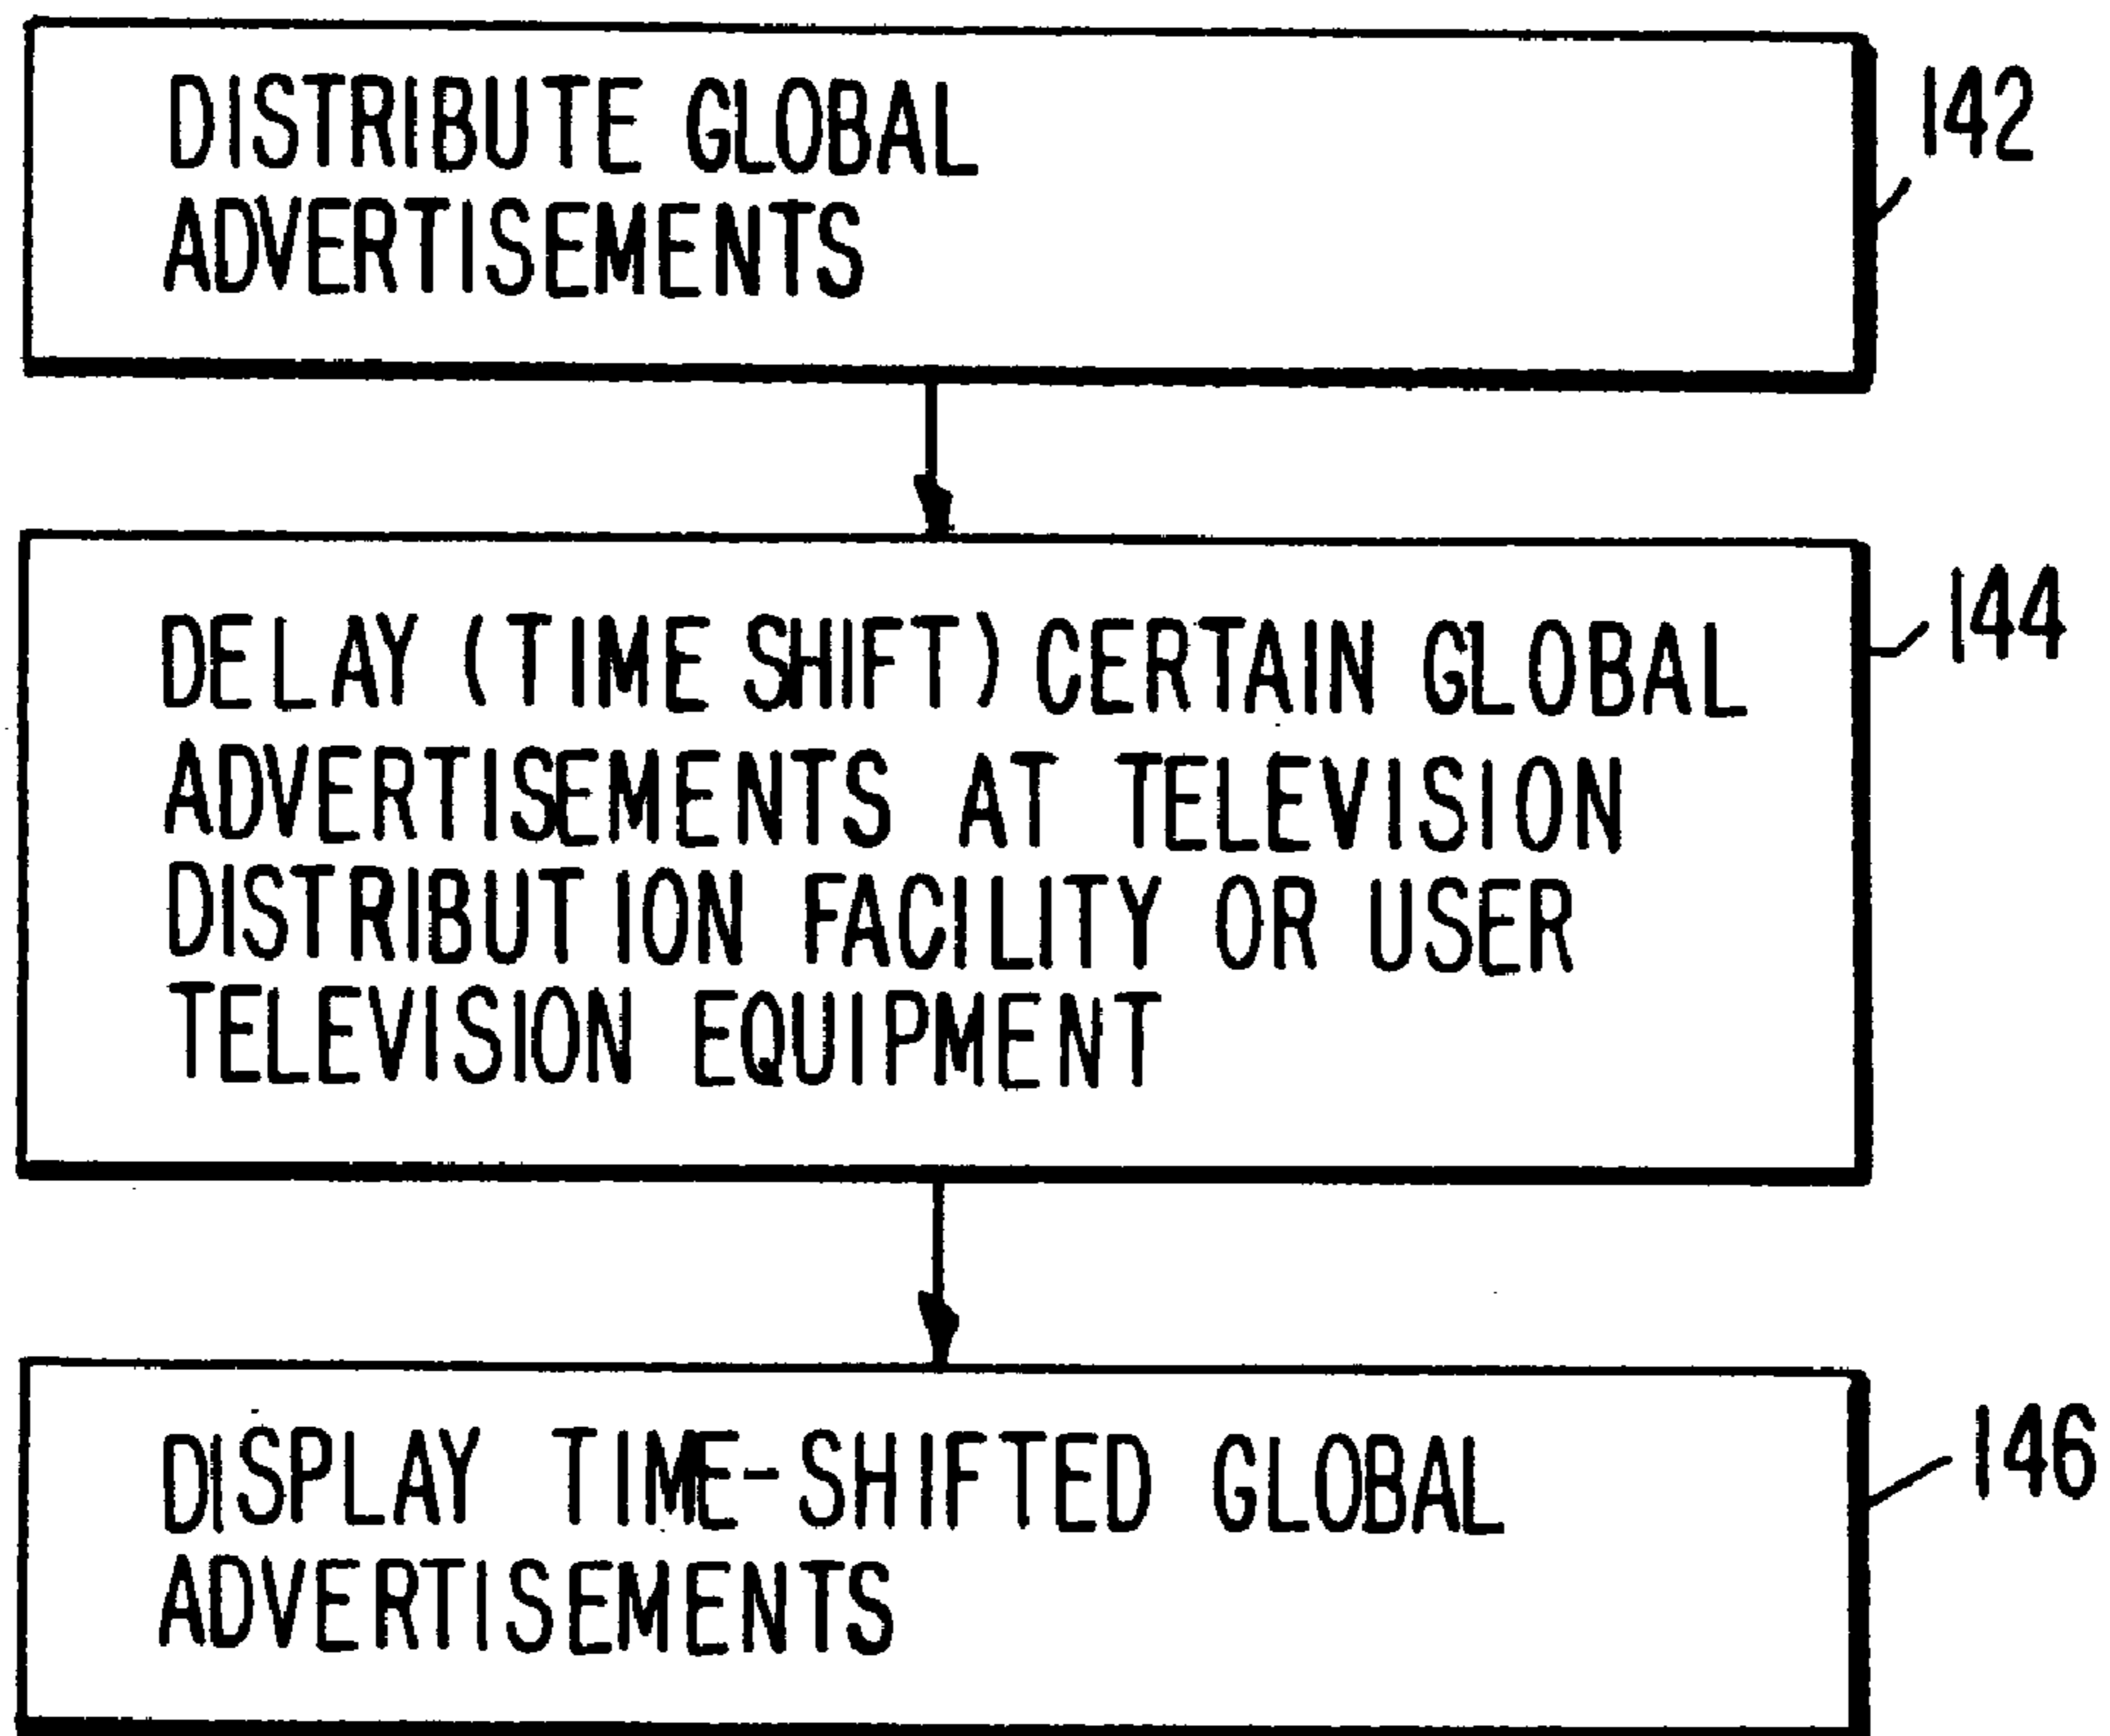 DISTRIBUTE GLOBAL
ADVERTISEMENTS
142
DELAY (TIME SHIFT) CERTAIN GLOBAL
ADVERTISEMENTS AT TELEVISION
DISTRIBUTION FACILITY OR USER
TELEVISION EQUIPMENT
144
DISPLAY TIME-SHIFTED GLOBAL
ADVERTISEMENTS
146